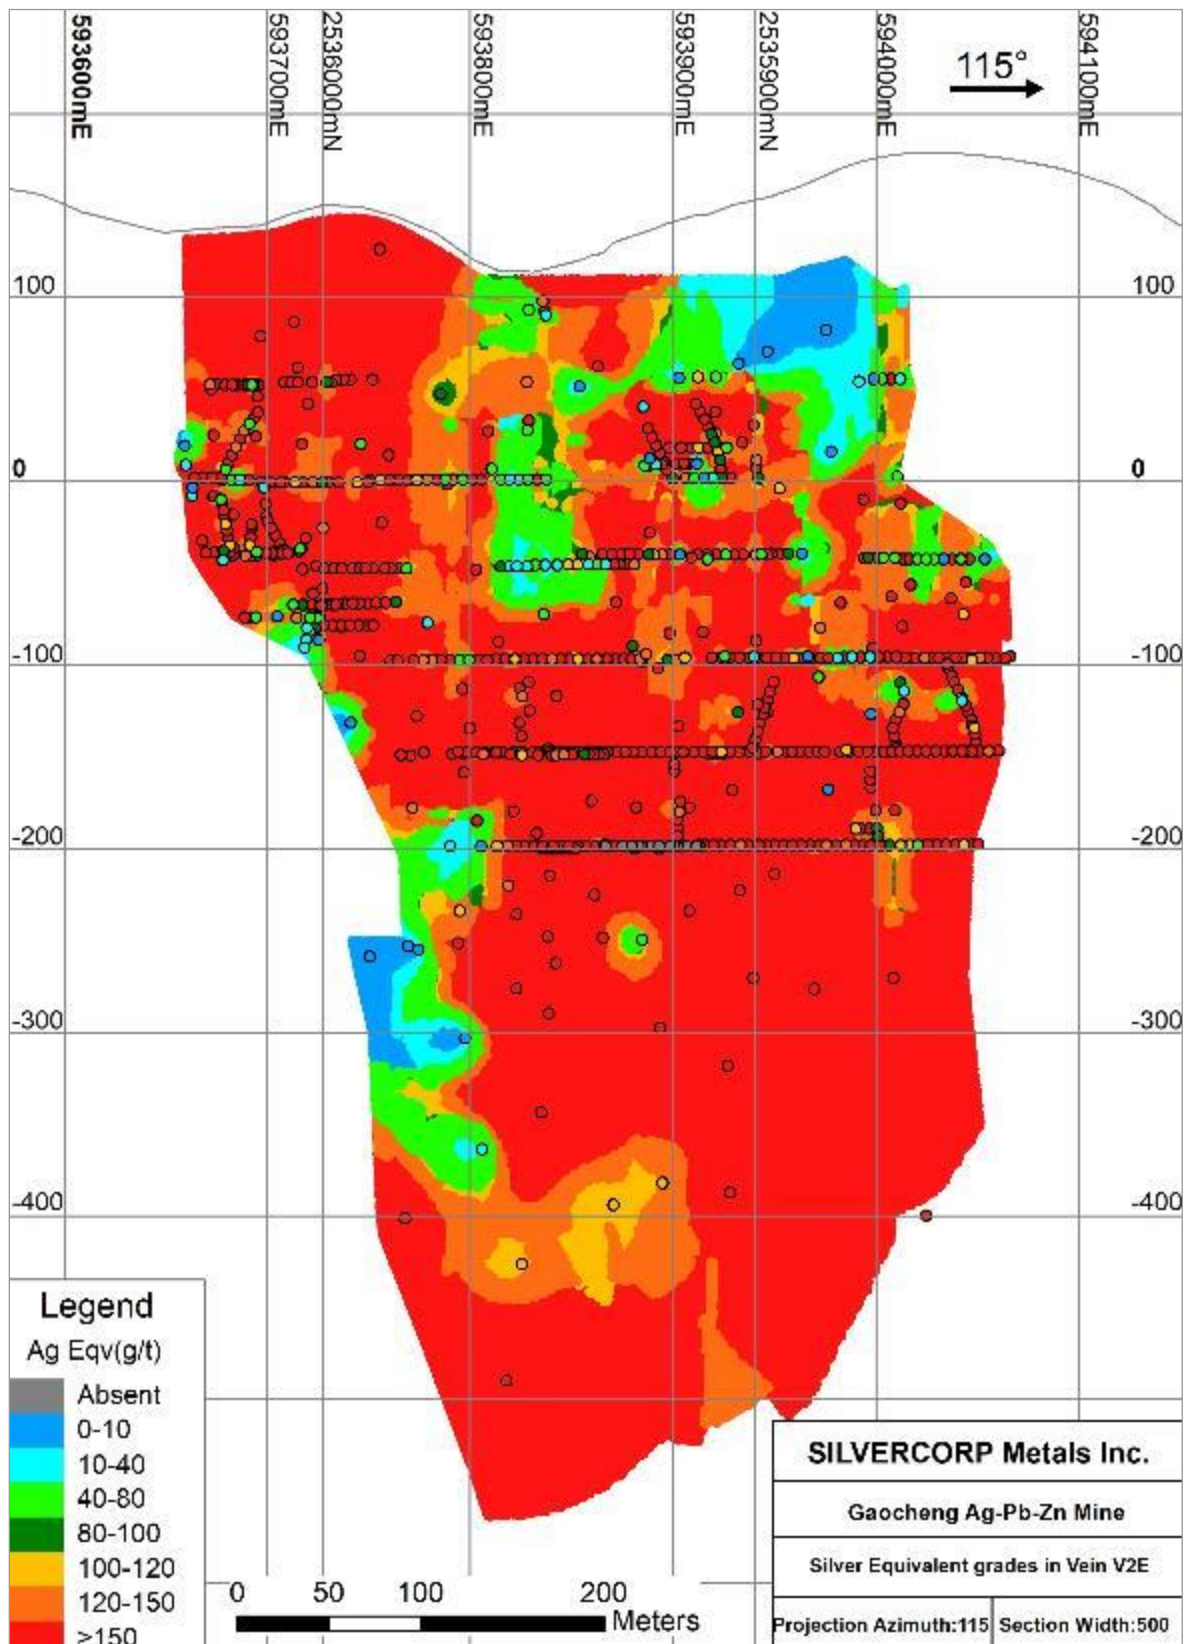 593600mE
593700mE
2536000mN
593800mE
593900mE
2535900mN
594000mE
594100mE
115°
100
100
0
0
-100
-100
-200
-200
-300
-300
-400
-400
Legend
Ag Eqv(g/t)
Absent
0-10
10-40
40-80
80-100
100-120
120-150
>150
0 50 100 200
Meters
SILVERCORP Metals Inc.
Gaocheng Ag-Pb-Zn Mine
Silver Equivalent grades in Vein V2E
Projection Azimuth:115 Section Width:500